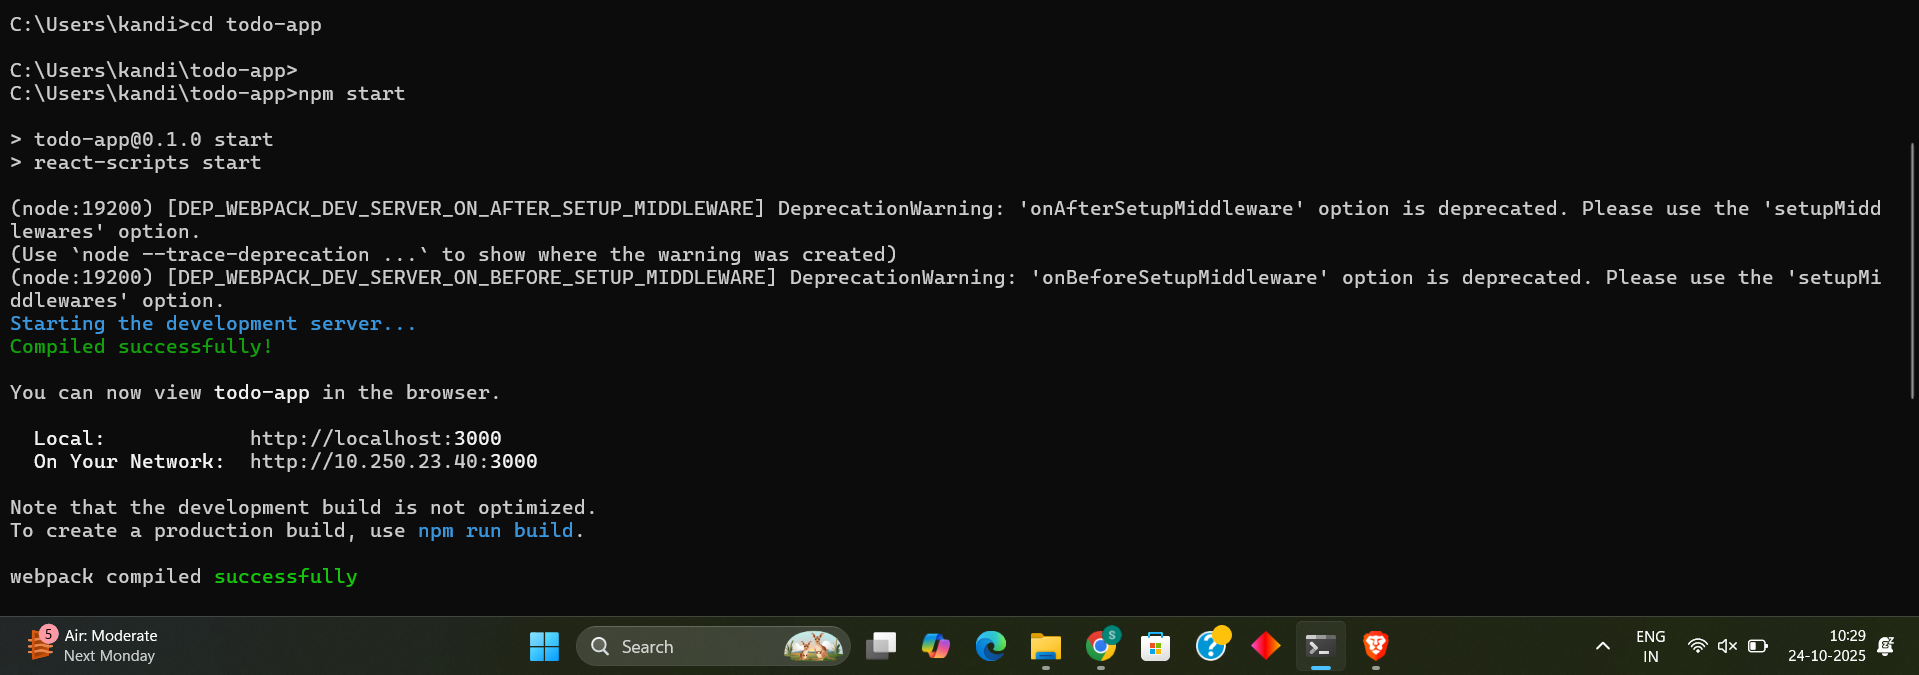 C:\Users\kandi>cd todo-app
C:\Users\kandi\todo-app>
C:\Users\kandi\todo-app>npm start
> todo-app@0.1.0 start
> react-scripts start
(node:19200) [DEP_WEBPACK_DEV_SERVER_ON_AFTER_SETUP_MIDDLEWARE] DeprecationWarning: 'onAfterSetupMiddleware' option is deprecated. Please use the 'setupMidd
lewares' option.
(Use `node --trace-deprecation ...` to show where the warning was created)
(node:19200) [DEP_WEBPACK_DEV_SERVER_ON_BEFORE_SETUP_MIDDLEWARE] DeprecationWarning: 'onBeforeSetupMiddleware' option is deprecated. Please use the 'setupMi
ddlewares' option.
Starting the development server...
Compiled successfully!
You can now view todo-app in the browser.
Local: http://localhost:3000
On Your Network: http://10.250.23.40:3000
Note that the development build is not optimized.
To create a production build, use npm run build.
webpack compiled successfully
5
Air: Moderate
Next Monday
Search
S
ENG
IN
10:29
24-10-2025